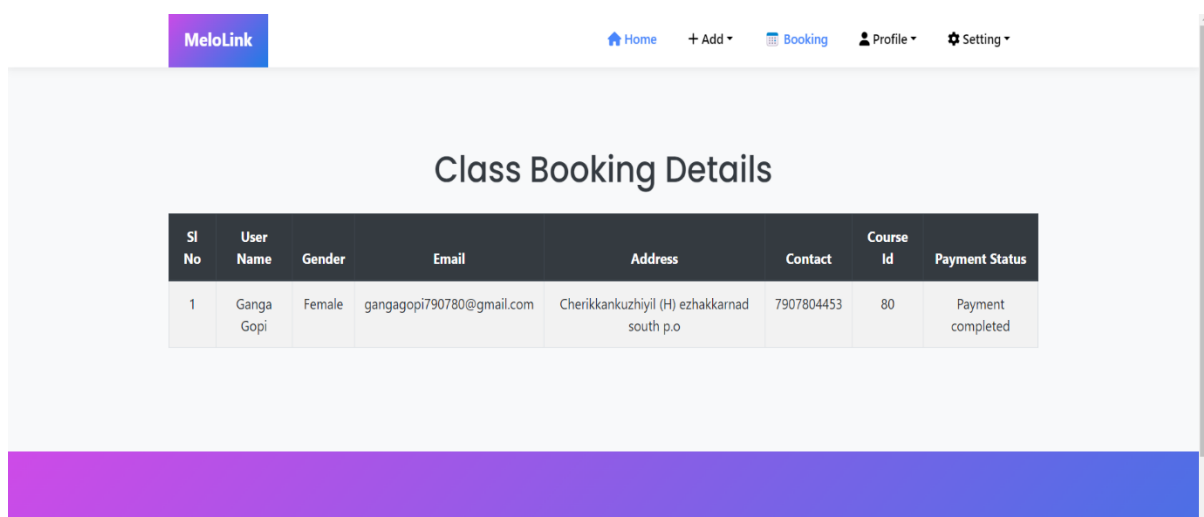 MeloLink Home + Add Booking Profile Setting
Class Booking Details
Sl No User Name Gender Email Address Contact Course Id Payment Status
1 Ganga Gopi Female gangagopi790780@gmail.com Cherikkankuzhiyil (H) ezhakkarnad south p.o 7907804453 80 Payment completed